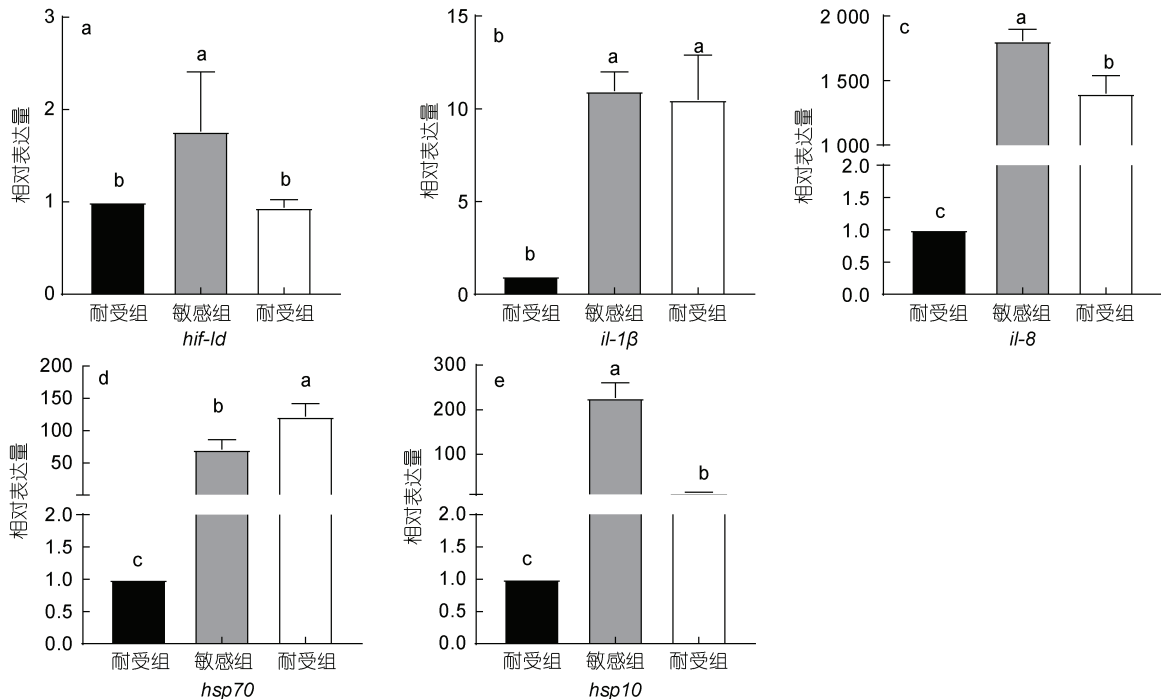 a
相对表达量
3
2
1
0
a
b
b
耐受组 敏感组 耐受组
hif-Id
b
相对表达量
15
10
5
0
a
a
b
耐受组 敏感组 耐受组
il-1β
c
相对表达量
2 000
1 500
1 000
2.0
1.5
1.0
0.5
0.0
a
b
c
耐受组 敏感组 耐受组
il-8
d
相对表达量
200
150
100
50
2.0
1.5
1.0
0.5
0.0
a
b
c
耐受组 敏感组 耐受组
hsp70
e
相对表达量
300
200
100
2.0
1.5
1.0
0.5
0.0
a
b
c
耐受组 敏感组 耐受组
hsp10